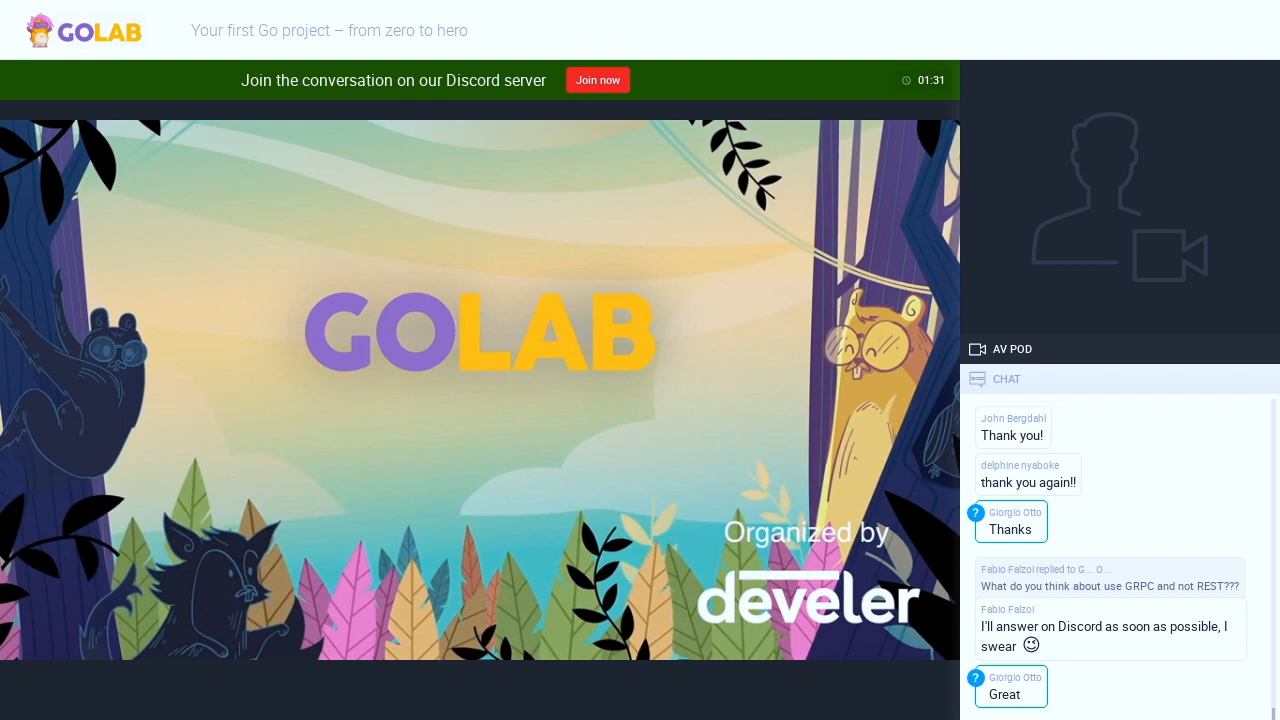 GOLAB
Your first Go project – from zero to hero
Join the conversation on our Discord server
Join now
01:31
GOLAB
Organized by
develer
AV POD
CHAT
John Bergdahl
Thank you!
delphine nyaboke
thank you again!!
?
Giorgio Otto
Thanks
Fabio Falzoi replied to G... O...
What do you think about use GRPC and not REST???
Fabio Falzoi
I'll answer on Discord as soon as possible, I
swear 😉
?
Giorgio Otto
Great